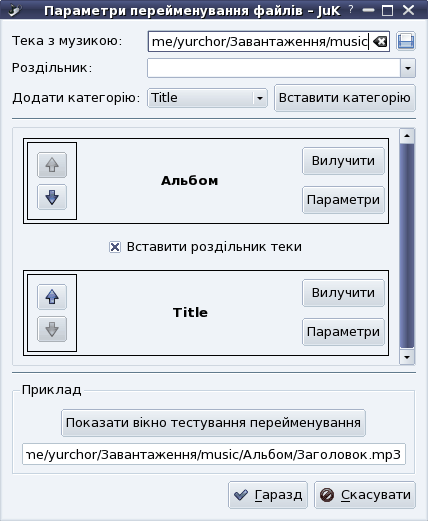 Параметри перейменування файлів – JuK ?
Тека з музикою: me/yurchor/Завантаження/music
Роздільник:
Додати категорію: Title Вставити категорію
Вилучити
Альбом
Параметри
Вставити роздільник теки
Вилучити
Title
Параметри
Приклад
Показати вікно тестування перейменування
me/yurchor/Завантаження/music/Альбом/Заголовок.mp3
Гаразд Скасувати